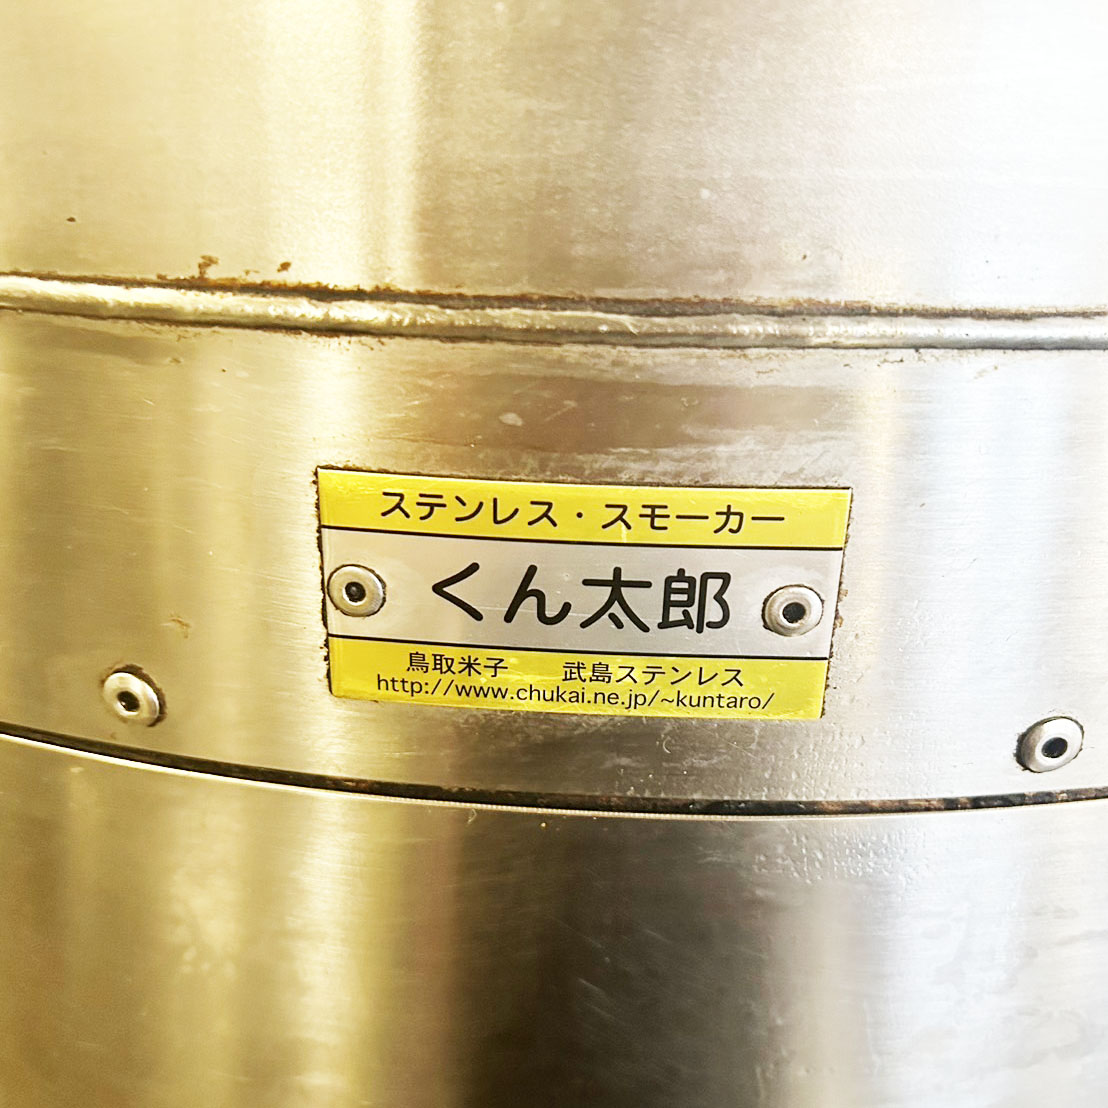 ステンレス・スモーカー
くん太郎
鳥取米子　武島ステンレス
http://www.chukai.ne.jp/~kuntaro/